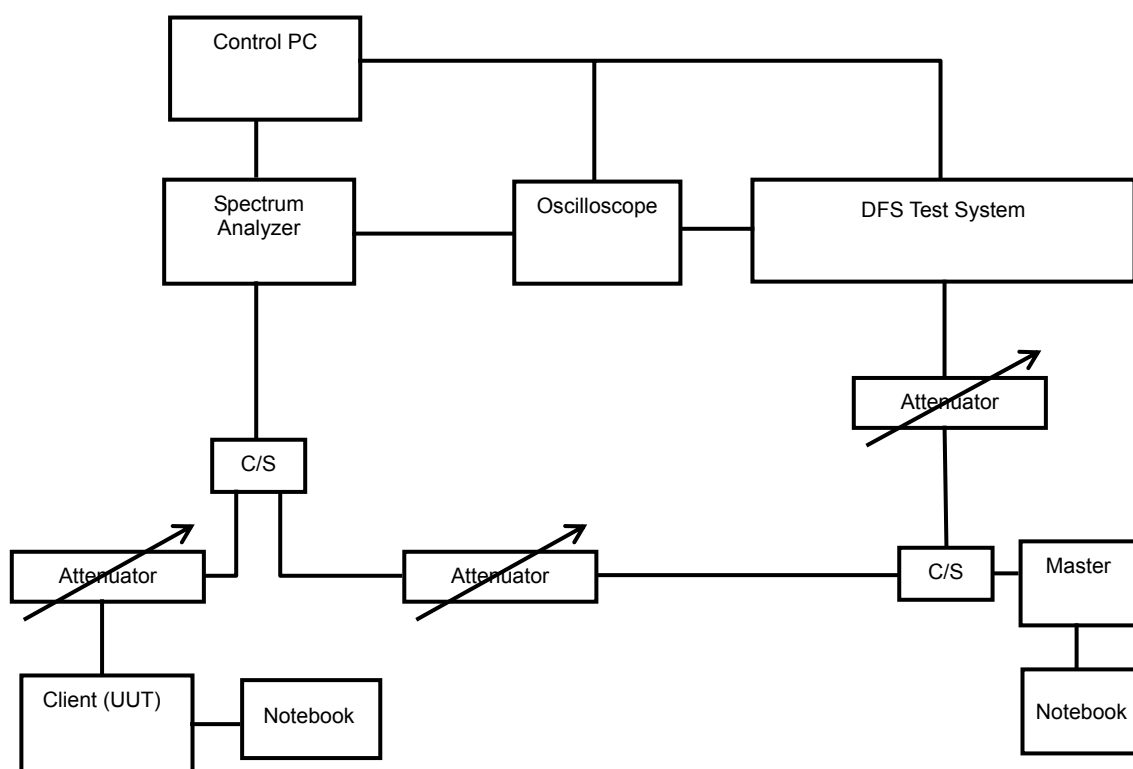 Control PC
Spectrum
Analyzer
Oscilloscope
DFS Test System
Attenuator
C/S
Attenuator
Attenuator
C/S
Master
Client (UUT)
Notebook
Notebook